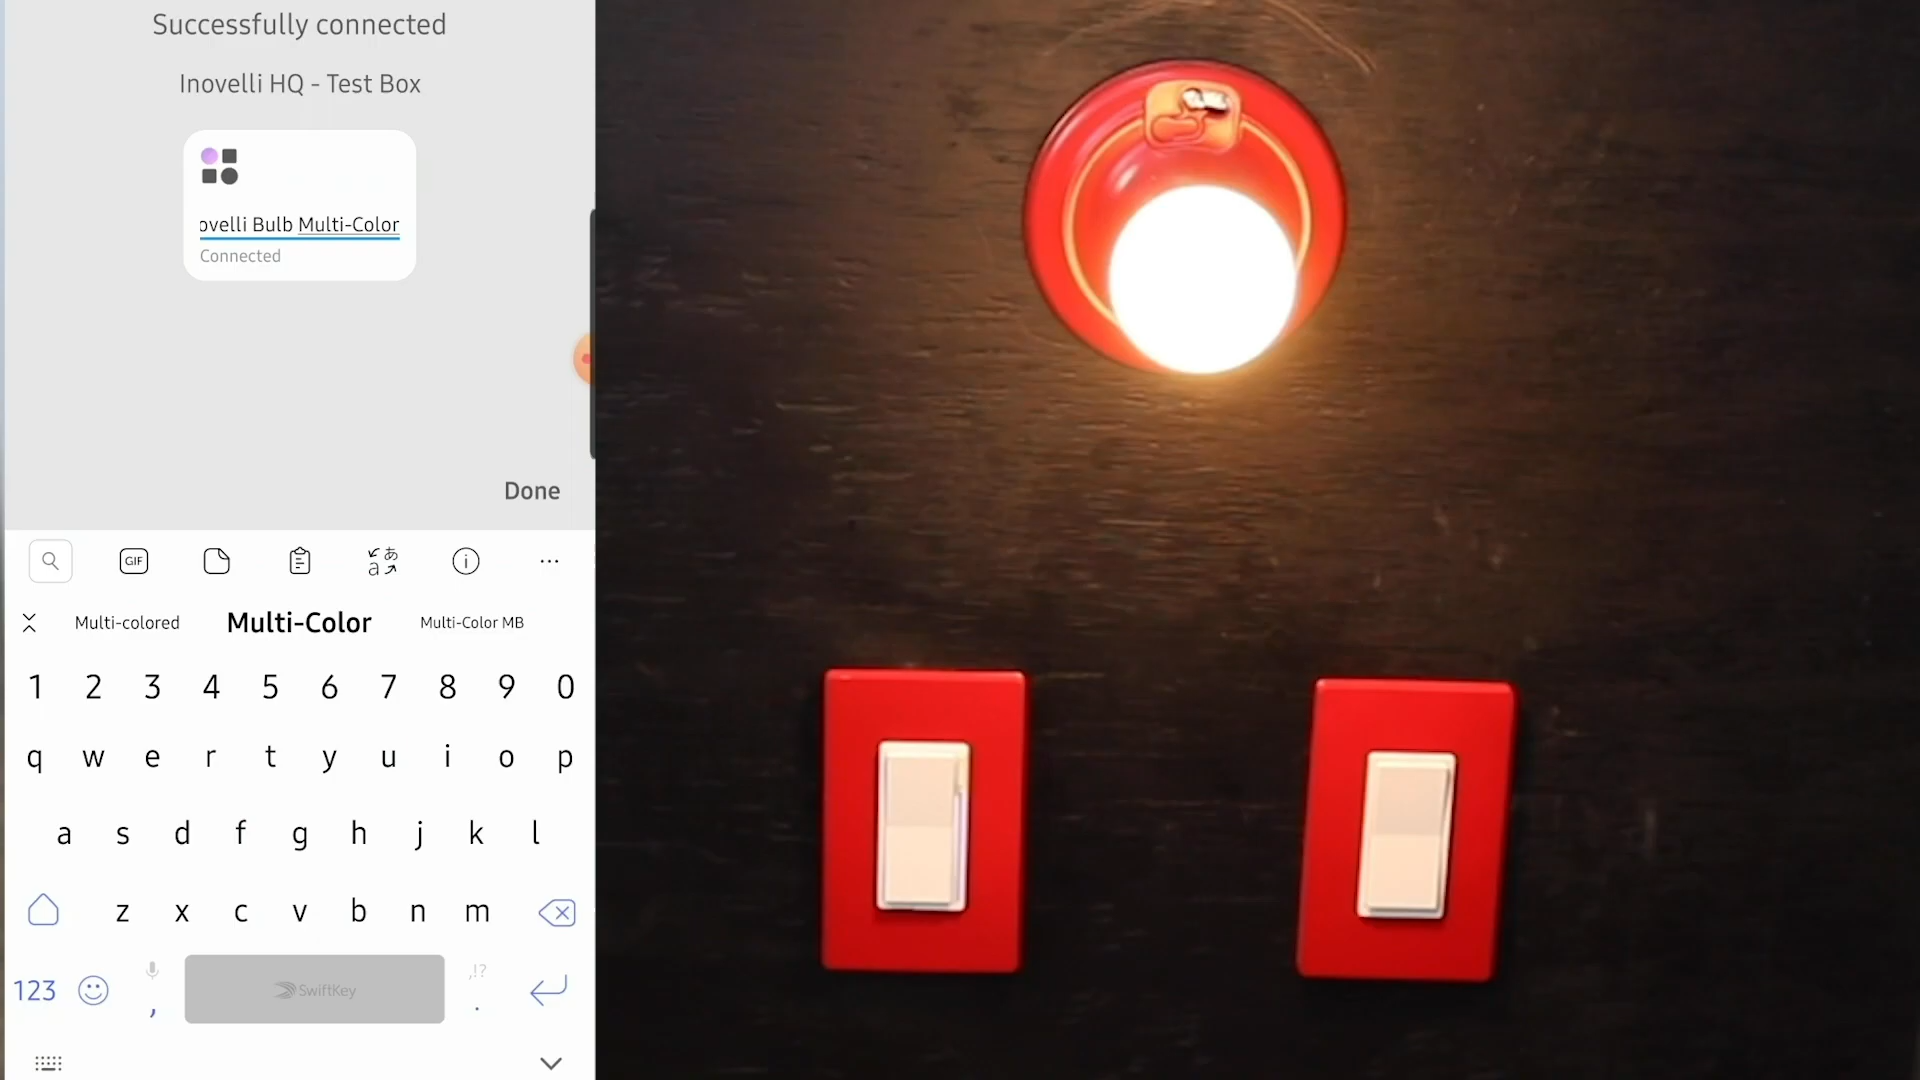 Successfully connected
Inovelli HQ - Test Box
ovelli Bulb Multi-Color
Connected
Done
GIF
あ
a
Multi-colored Multi-Color Multi-Color MB
1 2 3 4 5 6 7 8 9 0
q w e r t y u i o p
a s d f g h j k l
z x c v b n m
,!?
123 , SwiftKey .